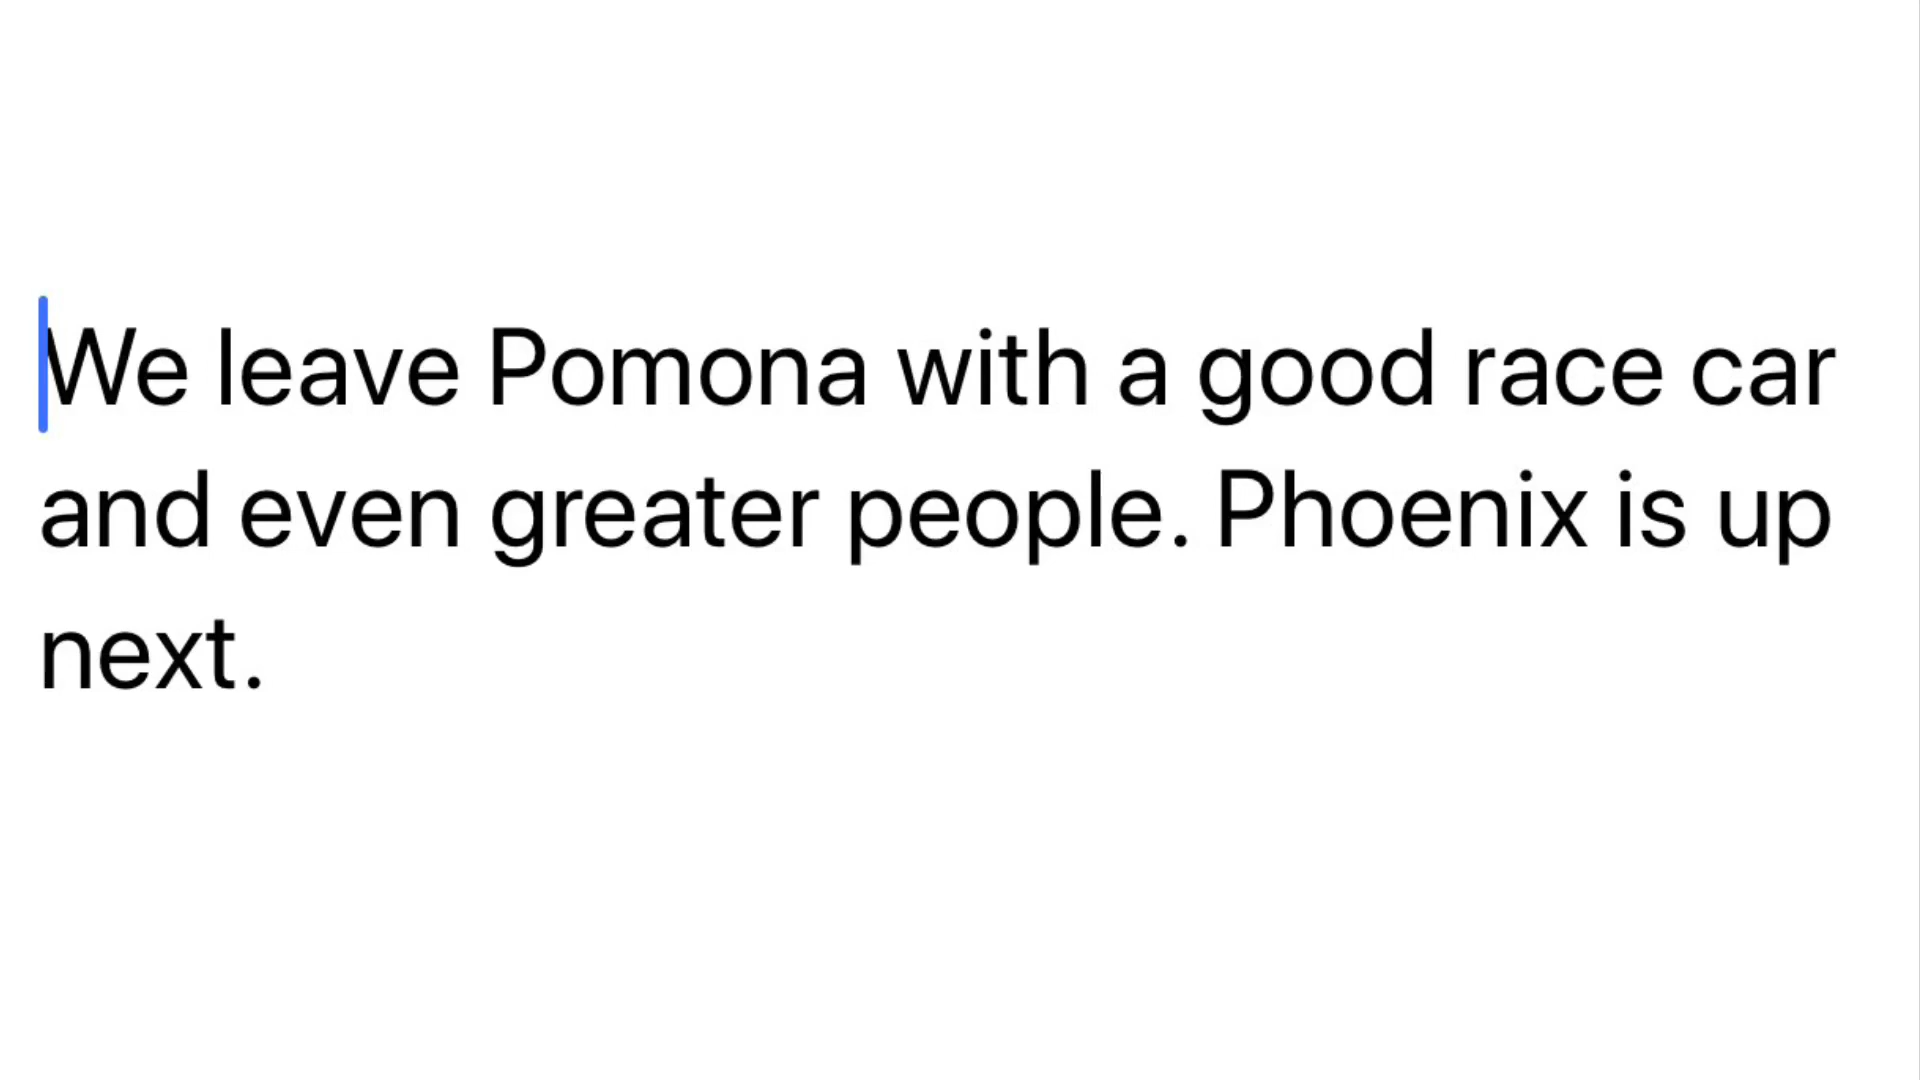 We leave Pomona with a good race car
and even greater people. Phoenix is up
next.